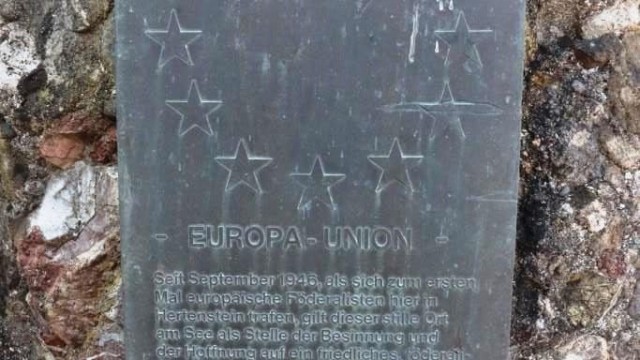 - EUROPA - UNION -
Seit September 1946, als sich zum ersten
Mal europäische Föderalisten hier in
Hertenstein trafen, gilt dieser stille Ort
am See als Stelle der Besinnung und
der Hoffnung auf ein friedliches, föderali-